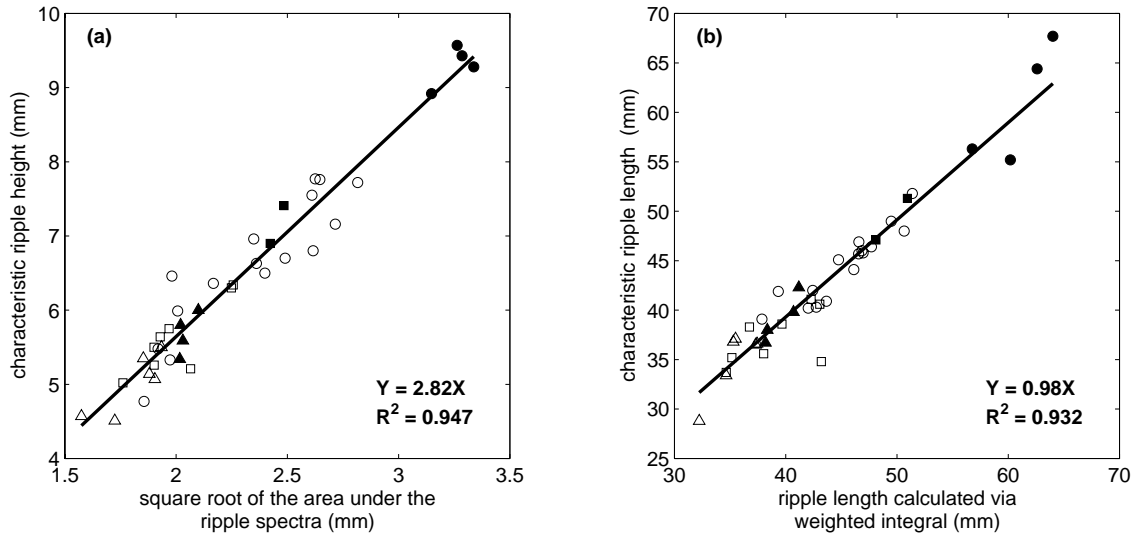 (a)
characteristic ripple height (mm)
10
9
8
7
6
5
4
Y = 2.82X
R² = 0.947
1.5 2 2.5 3 3.5
square root of the area under the
ripple spectra (mm)
(b)
characteristic ripple length (mm)
70
65
60
55
50
45
40
35
30
25
Y = 0.98X
R² = 0.932
30 40 50 60 70
ripple length calculated via
weighted integral (mm)